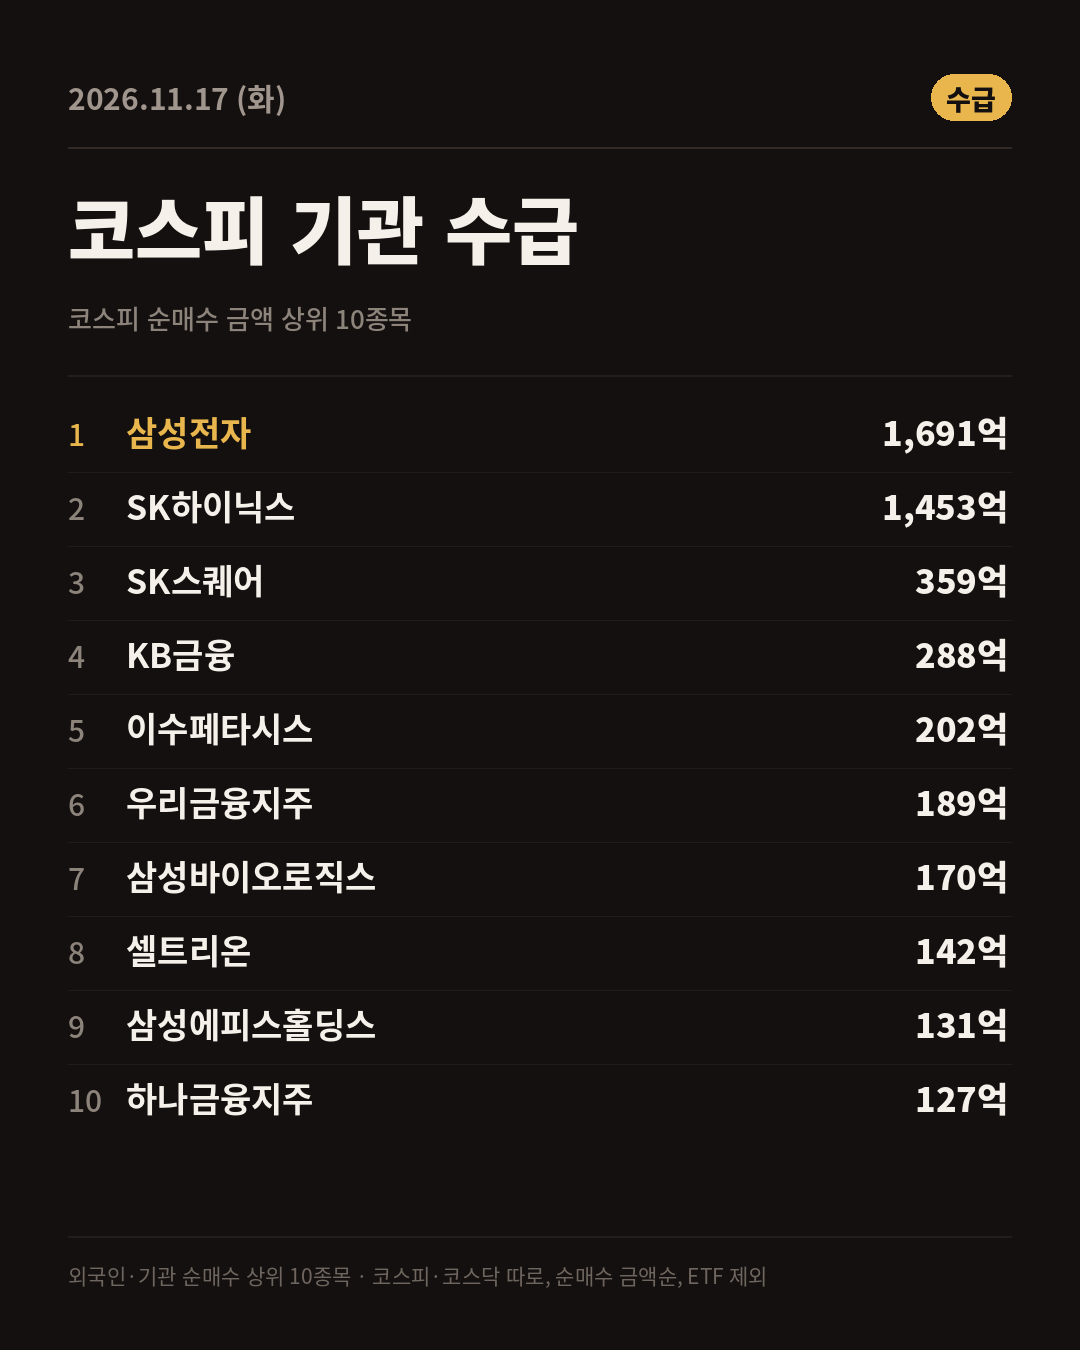 2026.11.17 (화)
수급
코스피 기관 수급
코스피 순매수 금액 상위 10종목
1 삼성전자 1,691억
2 SK하이닉스 1,453억
3 SK스퀘어 359억
4 KB금융 288억
5 이수페타시스 202억
6 우리금융지주 189억
7 삼성바이오로직스 170억
8 셀트리온 142억
9 삼성에피스홀딩스 131억
10 하나금융지주 127억
외국인·기관 순매수 상위 10종목 · 코스피·코스닥 따로, 순매수 금액순, ETF 제외